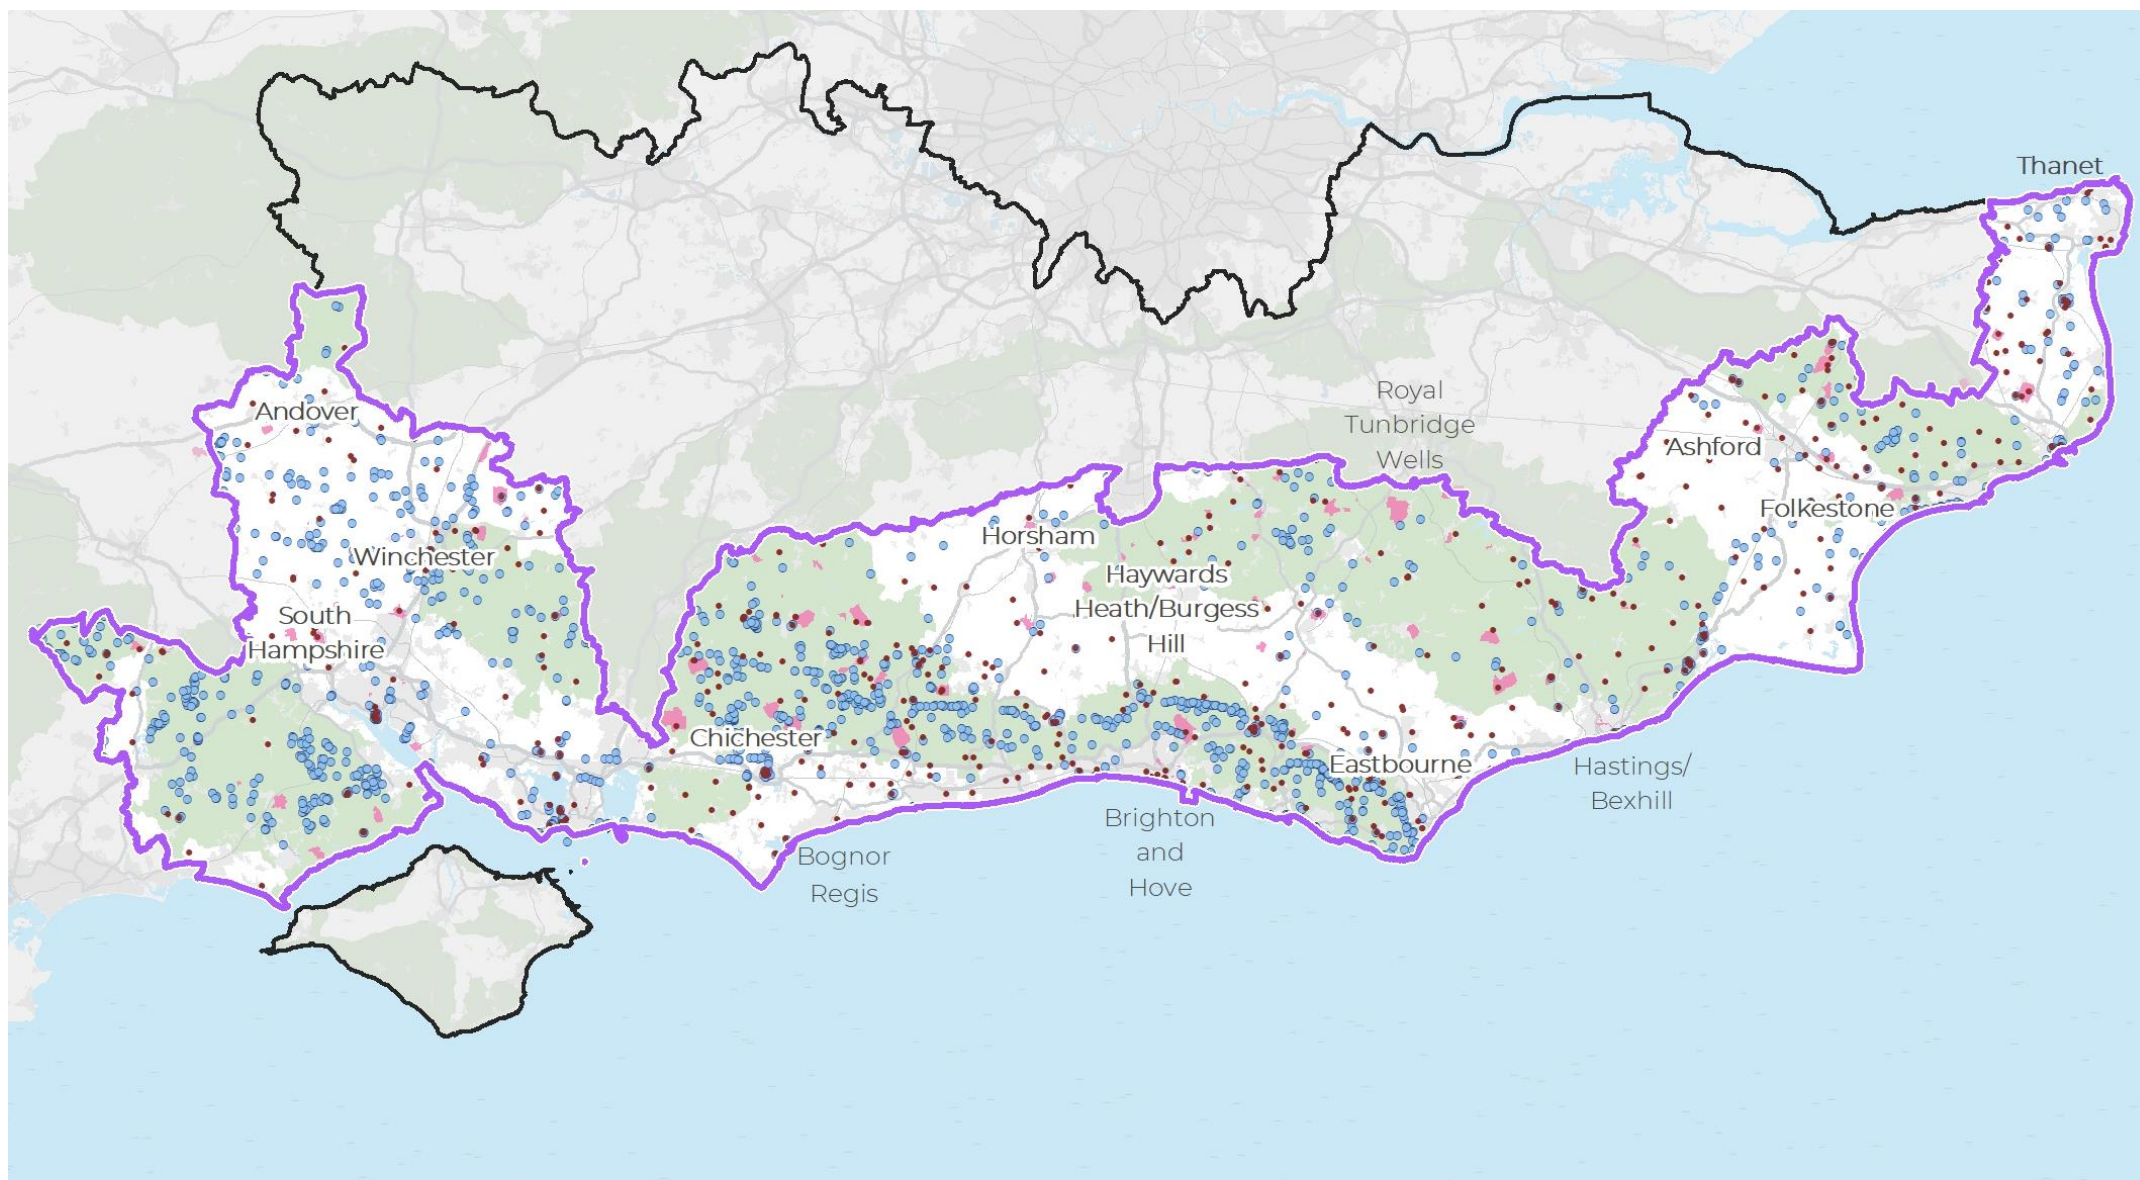 Thanet
Royal
Tunbridge
Wells
Andover
Ashford
Folkestone
Horsham
Winchester
Haywards
Heath/Burgess
Hill
South
Hampshire
Chichester
Eastbourne
Hastings/
Bexhill
Brighton
and
Hove
Bognor
Regis